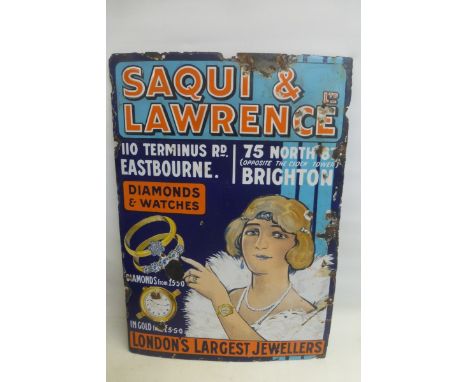 SAQUI &
LAWRENCE LTD
110 TERMINUS RD.
EASTBOURNE.
75 NORTH ST
(OPPOSITE THE CLOCK TOWER)
BRIGHTON
DIAMONDS
& WATCHES
DIAMONDS FROM £5·5·0
IN GOLD FROM £5·5·0
LONDON'S LARGEST JEWELLERS